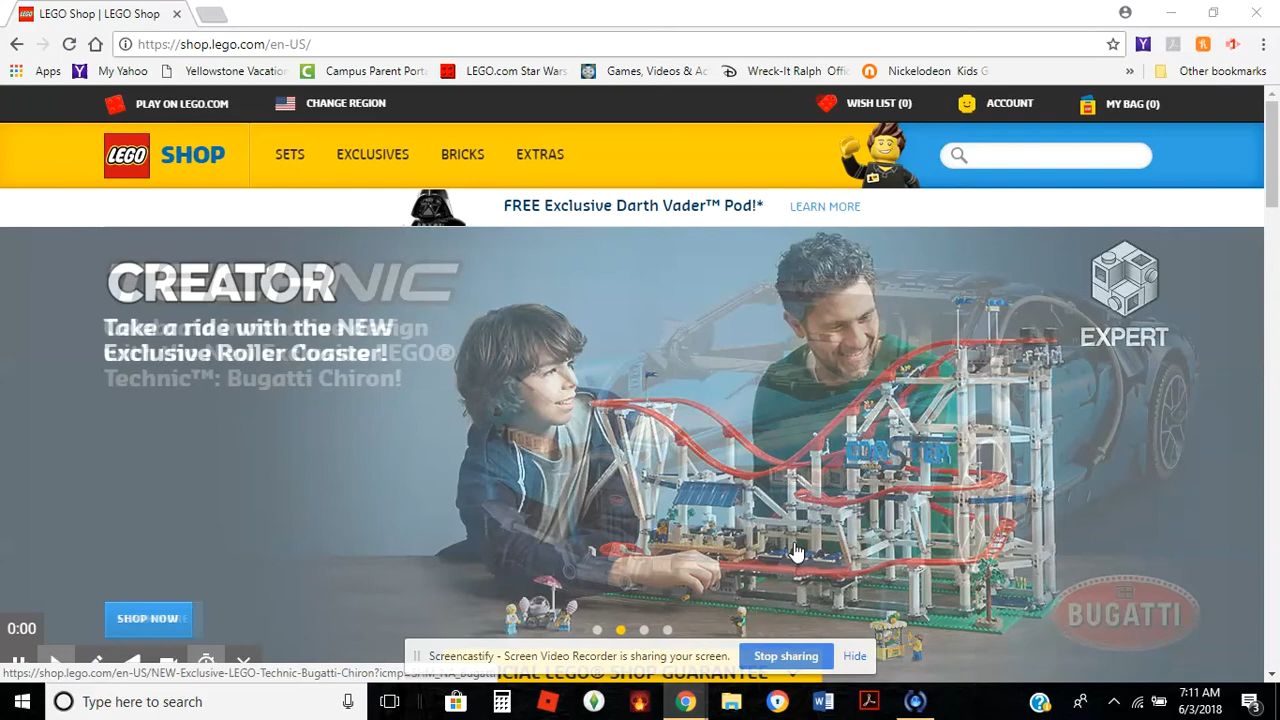 LEGO Shop | LEGO Shop
https://shop.lego.com/en-US/
Apps My Yahoo Yellowstone Vacation Campus Parent Port LEGO.com Star Wars Games, Videos & Ac Wreck-It Ralph Offi Nickelodeon Kids G » Other bookmarks
PLAY ON LEGO.COM CHANGE REGION WISH LIST (0) ACCOUNT MY BAG (0)
LEGO SHOP SETS EXCLUSIVES BRICKS EXTRAS
FREE Exclusive Darth Vader™ Pod!* LEARN MORE
CREATOR
Take a ride with the NEW
Exclusive Roller Coaster!
LEGO®
Technic™: Bugatti Chiron!
EXPERT
COASTER
BUGATTI
SHOP NOW
0:00
Screencastify - Screen Video Recorder is sharing your screen. Stop sharing Hide
https://shop.lego.com/en-US/NEW-Exclusive-LEGO-Technic-Bugatti-Chiron?icmp=
LEGO® SHOP GUARANTEE
Type here to search
7:11 AM
6/3/2018
3